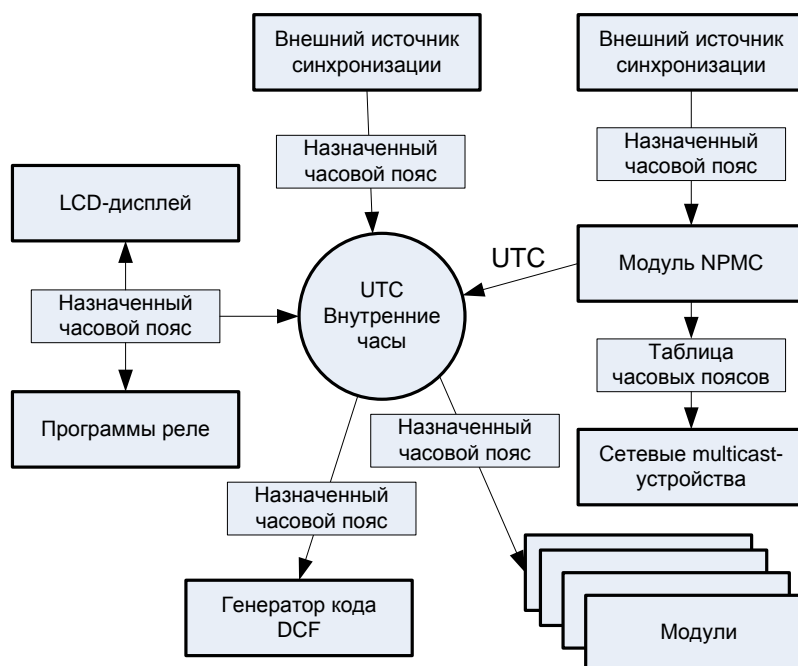 Внешний источник
синхронизации
Внешний источник
синхронизации
Назначенный
часовой пояс
Назначенный
часовой пояс
LCD-дисплей
UTC
Модуль NPMC
Назначенный
часовой пояс
UTC
Внутренние
часы
Таблица
часовых поясов
Программы реле
Назначенный
часовой пояс
Сетевые multicast-
устройства
Назначенный
часовой пояс
Генератор кода
DCF
Модули